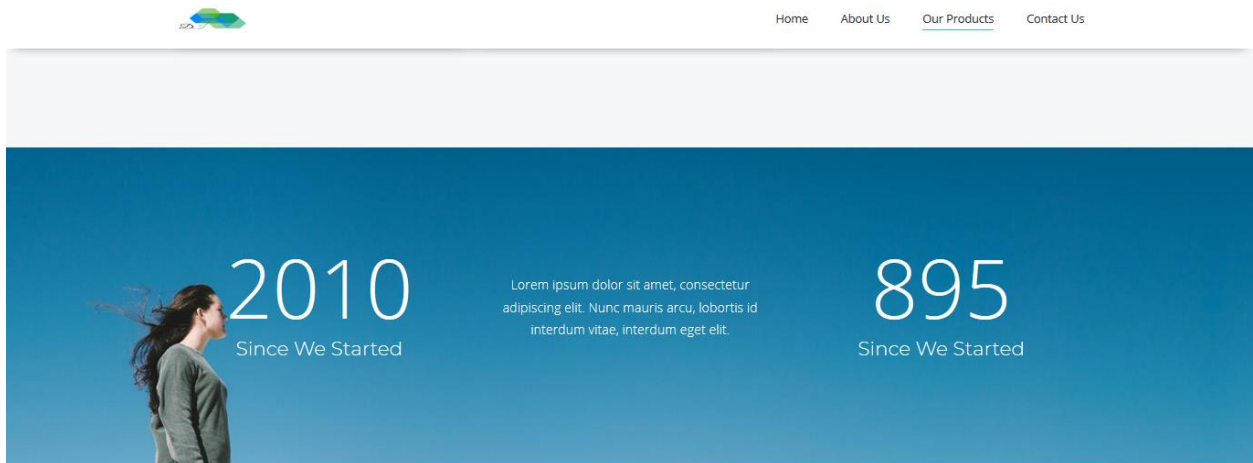 Home About Us Our Products Contact Us
2010
Since We Started
Lorem ipsum dolor sit amet, consectetur
adipiscing elit. Nunc mauris arcu, lobortis id
interdum vitae, interdum eget elit.
895
Since We Started